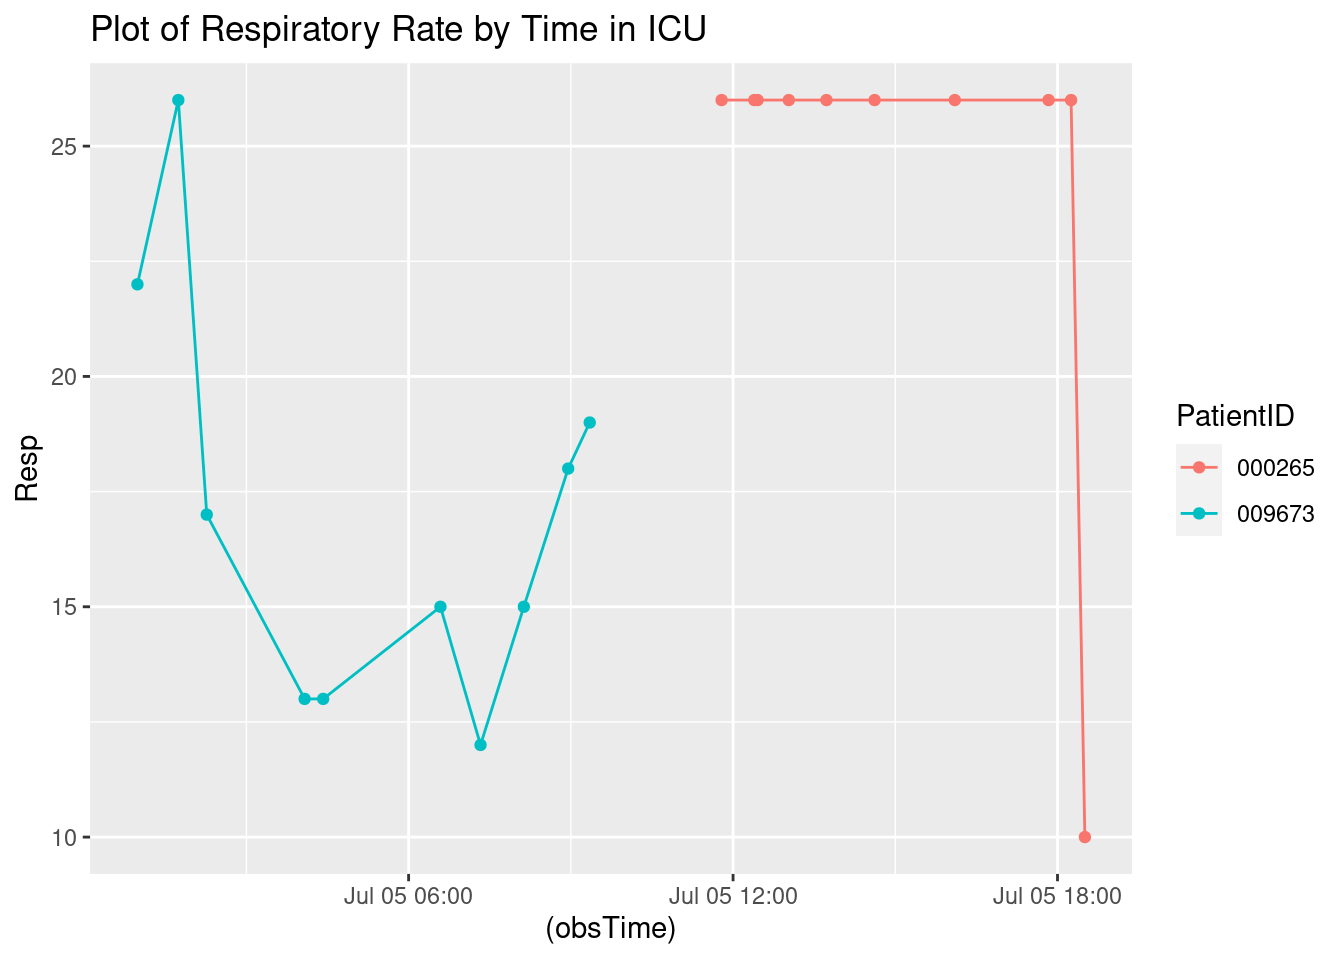 Plot of Respiratory Rate by Time in ICU
25
20
15
10
Resp
Jul 05 06:00
Jul 05 12:00
Jul 05 18:00
(obsTime)
PatientID
000265
009673